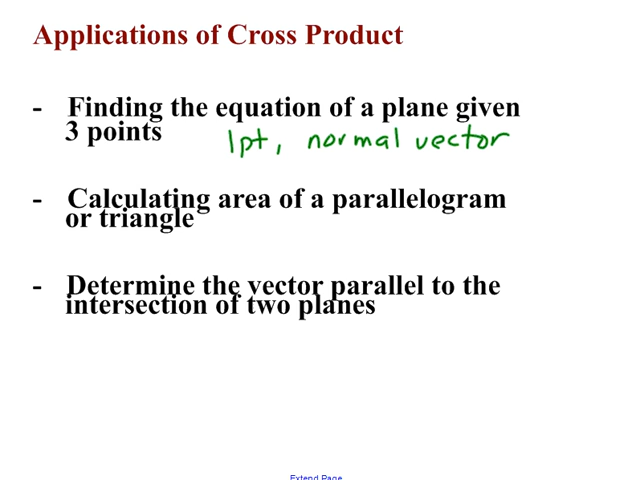 Applications of Cross Product
- Finding the equation of a plane given
3 points 1pt, normal vector
- Calculating area of a parallelogram
or triangle
- Determine the vector parallel to the
intersection of two planes
Extend Page